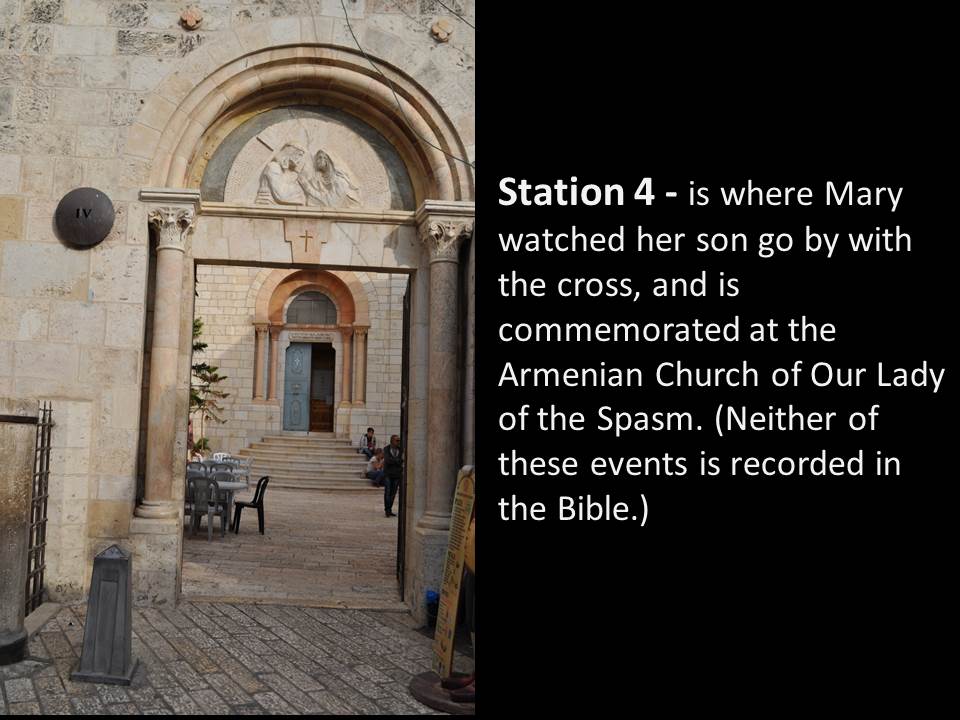 IV
Station 4 - is where Mary
watched her son go by with
the cross, and is
commemorated at the
Armenian Church of Our Lady
of the Spasm. (Neither of
these events is recorded in
the Bible.)